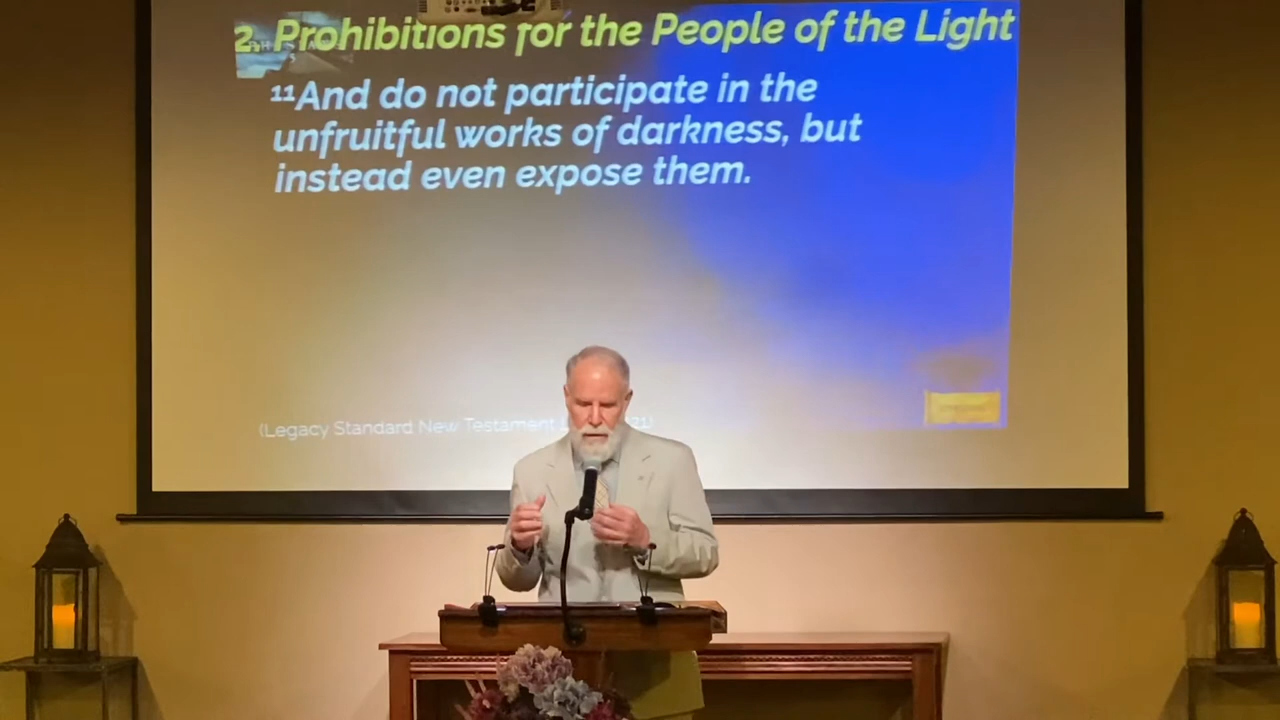 2. Prohibitions for the People of the Light
¹¹And do not participate in the
unfruitful works of darkness, but
instead even expose them.
(Legacy Standard New Testament